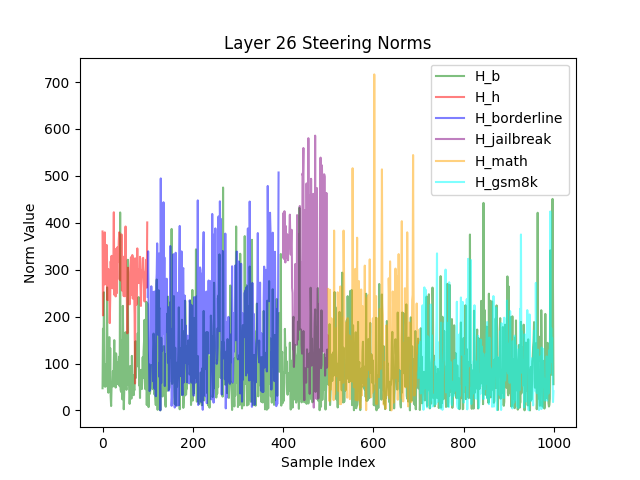 Layer 26 Steering Norms
Norm Value
700
600
500
400
300
200
100
0
H_b
H_h
H_borderline
H_jailbreak
H_math
H_gsm8k
0
200
400
600
800
1000
Sample Index